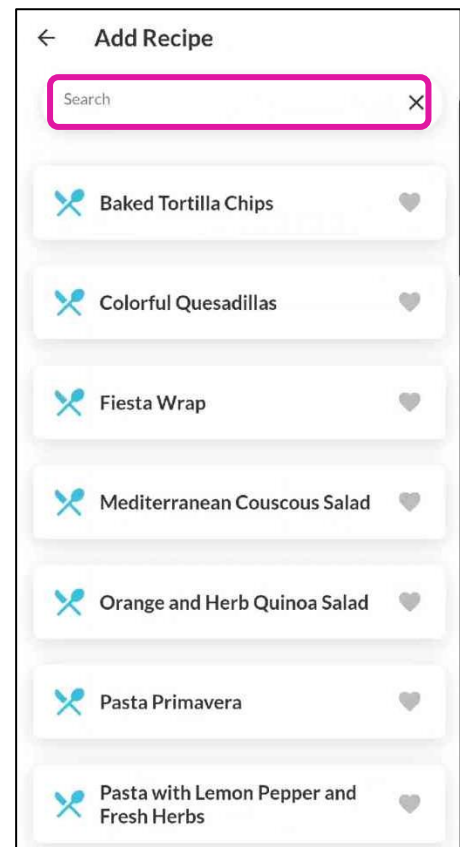 Add Recipe
Search
Baked Tortilla Chips
Colorful Quesadillas
Fiesta Wrap
Mediterranean Couscous Salad
Orange and Herb Quinoa Salad
Pasta Primavera
Pasta with Lemon Pepper and
Fresh Herbs